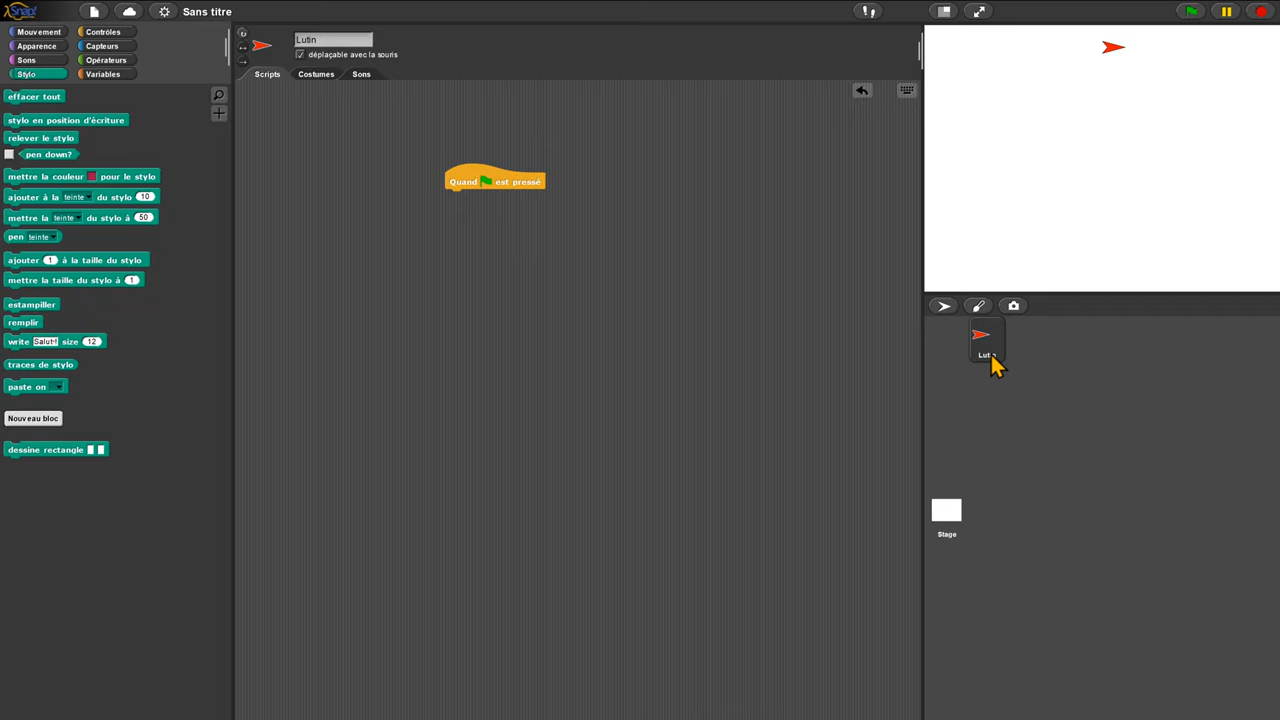 Snap!
Sans titre
Mouvement
Contrôles
Apparence
Capteurs
Sons
Opérateurs
Stylo
Variables
effacer tout
stylo en position d'écriture
relever le stylo
pen down?
mettre la couleur pour le stylo
ajouter à la teinte du stylo 10
mettre la teinte du stylo à 50
pen teinte
ajouter 1 à la taille du stylo
mettre la taille du stylo à 1
estampiller
remplir
write Salut! size 12
traces de stylo
paste on
Nouveau bloc
dessine rectangle
Lutin
déplaçable avec la souris
Scripts
Costumes
Sons
Quand est pressé
Stage